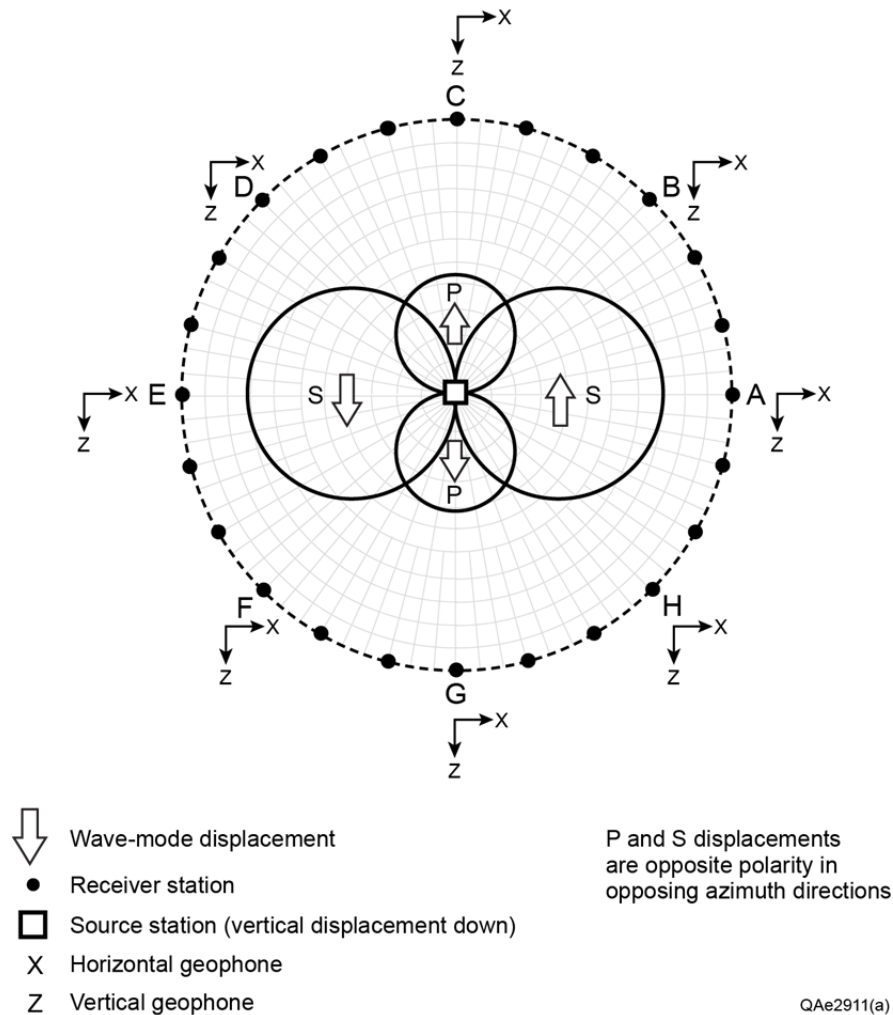 X
Z
C
X
D
Z
B
X
Z
P
E
X
Z
S
S
A
X
Z
P
F
X
Z
H
X
Z
G
X
Z
Wave-mode displacement
Receiver station
Source station (vertical displacement down)
X Horizontal geophone
Z Vertical geophone
P and S displacements
are opposite polarity in
opposing azimuth directions
QAe2911(a)